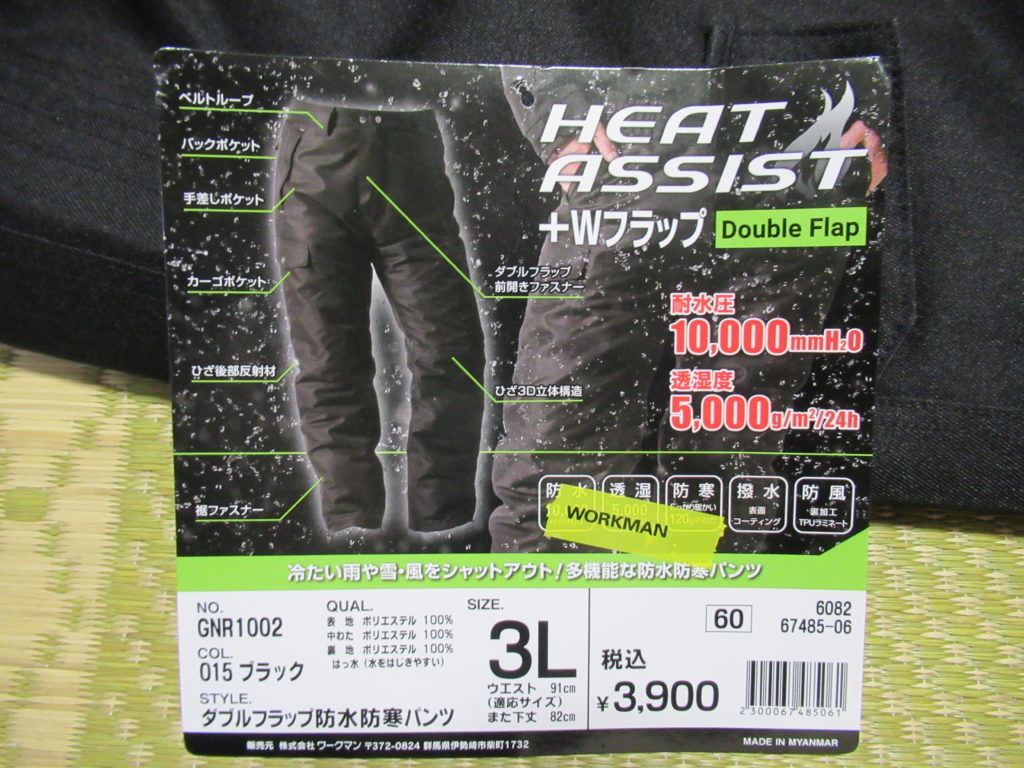 HEAT
ASSIST
+Wフラップ Double Flap
ベルトループ
バックポケット
手差しポケット
カーゴポケット
ダブルフラップ
前開きファスナー
ひざ後部反射材
ひざ3D立体構造
裾ファスナー
耐水圧
10,000mmH2O
透湿度
5,000g/m²/24h
防水 透湿 防寒 撥水 防風
5,000
表面
コーティング
裏加工
TPUラミネート
WORKMAN
冷たい雨や雪・風をシャットアウト!多機能な防水防寒パンツ
NO.
GNR1002
COL.
015 ブラック
STYLE.
ダブルフラップ防水防寒パンツ
QUAL.
表 地 ポリエステル 100%
中わた ポリエステル 100%
裏 地 ポリエステル 100%
はっ水(水をはじきやすい)
SIZE.
3L
ウエスト 91cm
(適応サイズ)
また下丈 82cm
60
6082
67485-06
税込
¥3,900
2300067485061
販売元 株式会社ワークマン 〒372-0824 群馬県伊勢崎市柴町1732
MADE IN MYANMAR